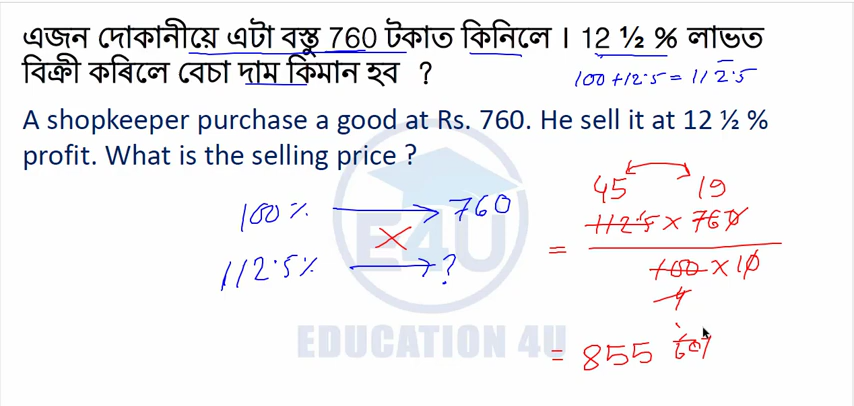 এজন দোকানীয়ে এটা বস্তু 760 টকাত কিনিলে । 12 ½ % লাভত
বিক্ৰী কৰিলে বেচা দাম কিমান হব ?
100+12.5=112.5
A shopkeeper purchase a good at Rs. 760. He sell it at 12 ½ %
profit. What is the selling price ?
100% → 760
112.5% → ?
45 19
= 112.5 × 760
100 × 10
4
= 855
E4U
EDUCATION 4U